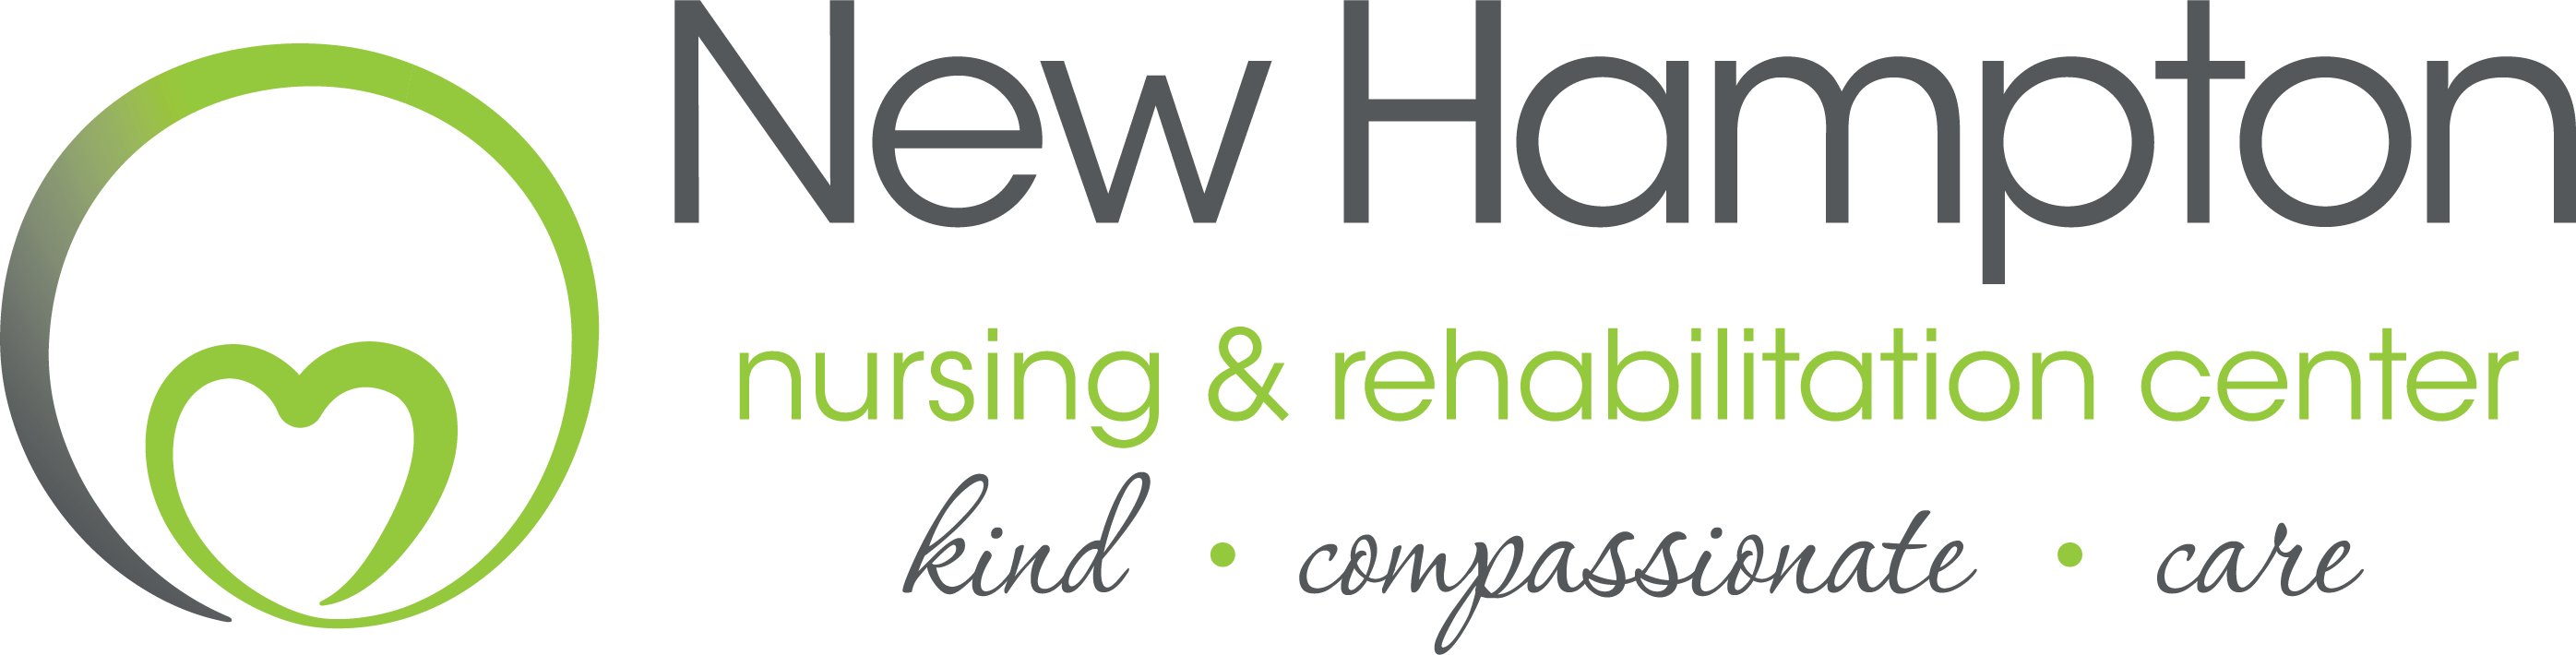 New Hampton
nursing & rehabilitation center
kind • compassionate • care